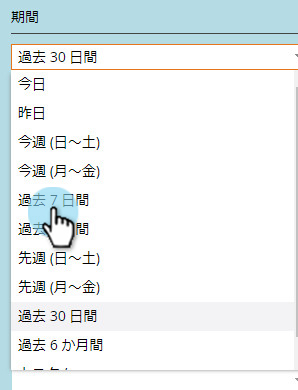 期間
過去 30 日間
今日
昨日
今週 (日～土)
今週 (月～金)
過去 7 日間
過去 日間
先週 (日～土)
先週 (月～金)
過去 30 日間
過去 6 か月間